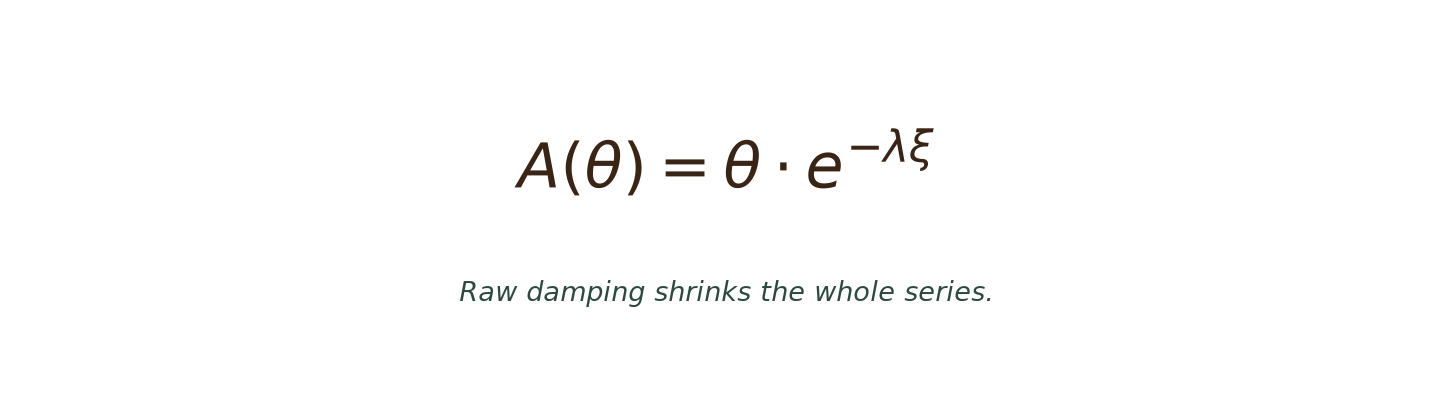 A(θ) = θ · e^{−λξ}
Raw damping shrinks the whole series.